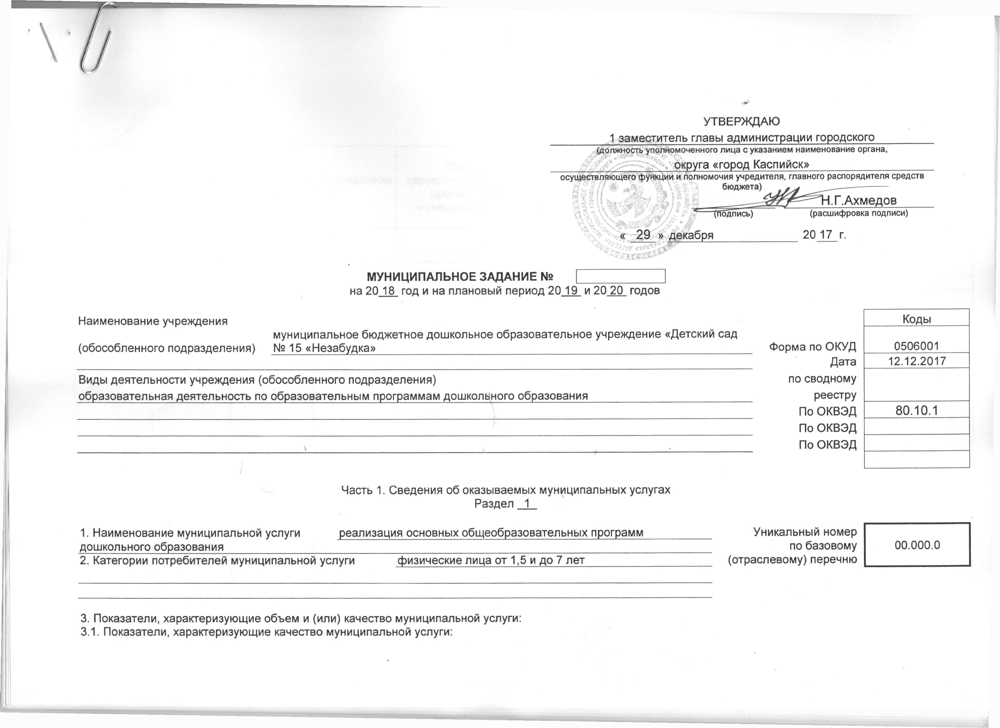 УТВЕРЖДАЮ
1 заместитель главы администрации городского
(должность уполномоченного лица с указанием наименование органа,
округа «город Каспийск»
осуществляющего функции и полномочия учредителя, главного распорядителя средств
бюджета)
Н.Г.Ахмедов
(подпись) (расшифровка подписи)
« 29 » декабря 20 17 г.
МУНИЦИПАЛЬНОЕ ЗАДАНИЕ №
на 20 18 год и на плановый период 20 19 и 20 20 годов
Коды
Наименование учреждения
муниципальное бюджетное дошкольное образовательное учреждение «Детский сад
(обособленного подразделения) № 15 «Незабудка» Форма по ОКУД 0506001
Дата 12.12.2017
Виды деятельности учреждения (обособленного подразделения) по сводному
образовательная деятельность по образовательным программам дошкольного образования реестру
По ОКВЭД 80.10.1
По ОКВЭД
По ОКВЭД
Часть 1. Сведения об оказываемых муниципальных услугах
Раздел 1
1. Наименование муниципальной услуги реализация основных общеобразовательных программ Уникальный номер
дошкольного образования по базовому 00.000.0
2. Категории потребителей муниципальной услуги физические лица от 1,5 и до 7 лет (отраслевому) перечню
3. Показатели, характеризующие объем и (или) качество муниципальной услуги:
3.1. Показатели, характеризующие качество муниципальной услуги: